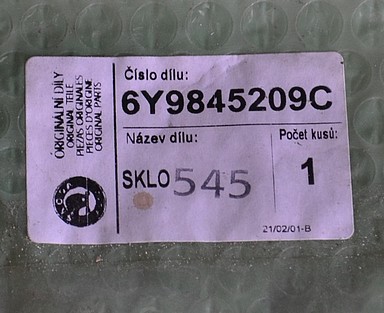 ORIGINÁLNÍ DÍLY
ORIGINAL TEILE
PIEZAS ORIGINALES
PIECES D'ORIGINE
ORIGINAL PARTS
Číslo dílu:
6Y9845209C
Název dílu:
SKLO 545
Počet kusů:
1
21/02/01-B